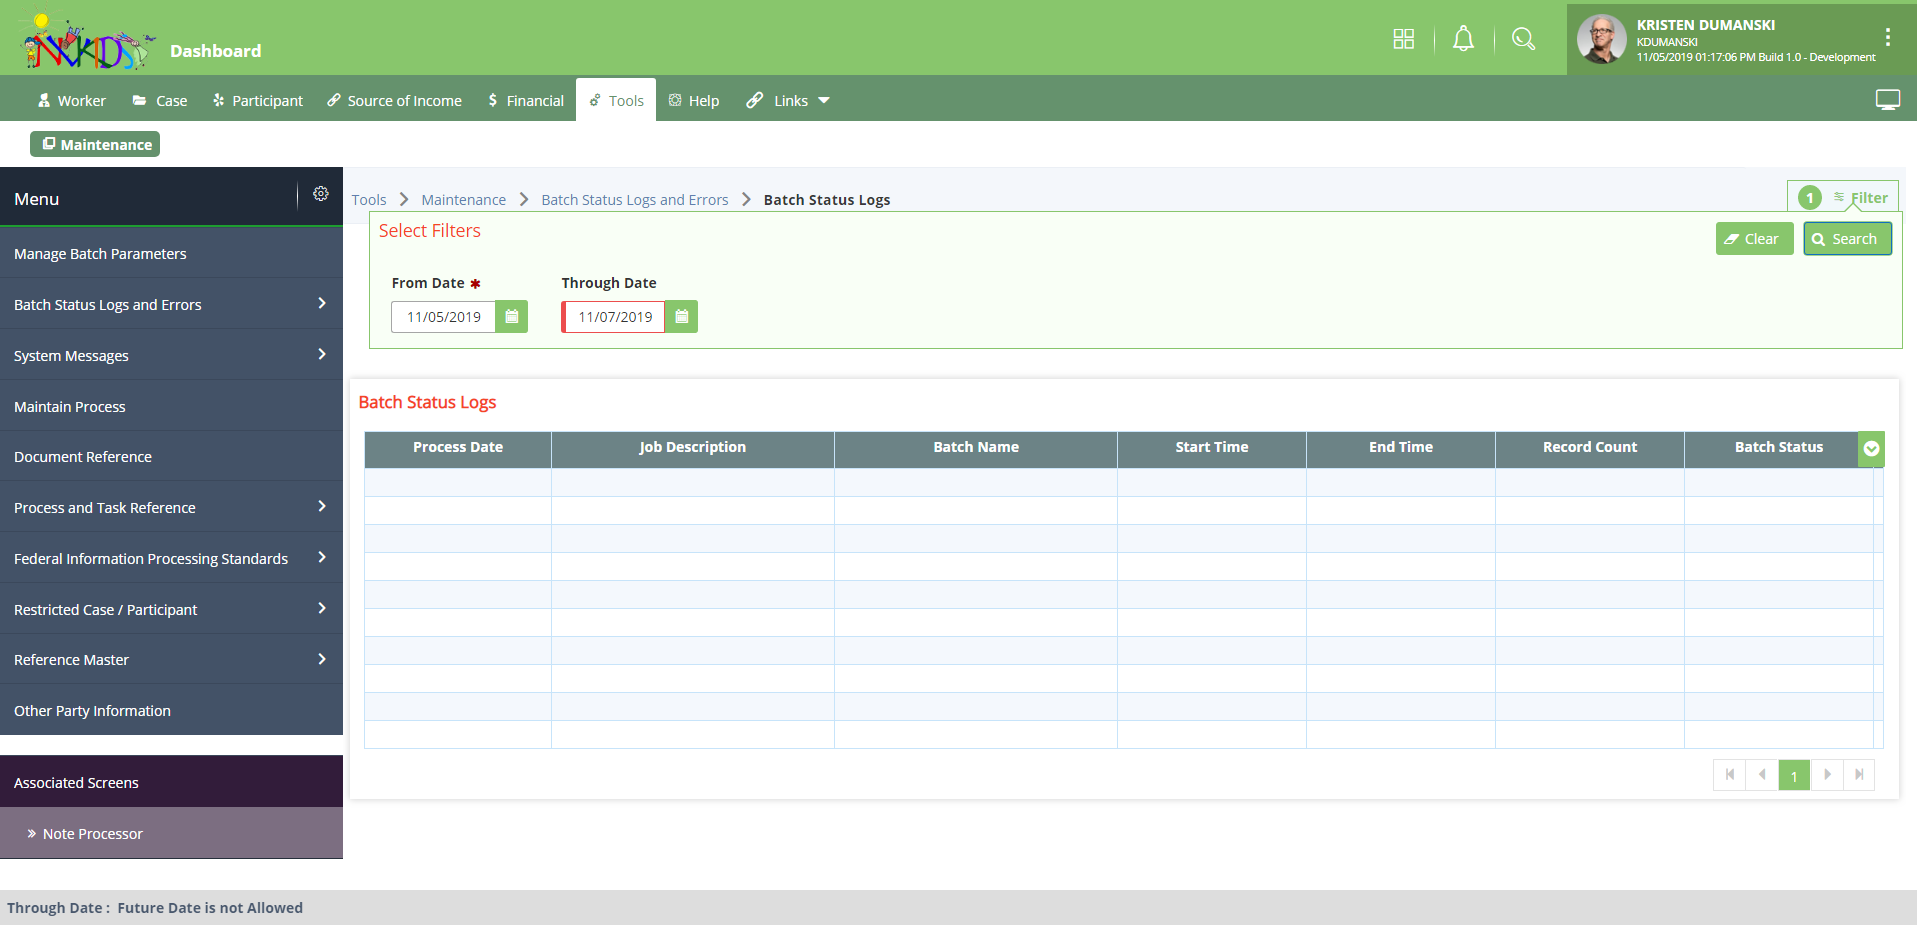 NVKIDS
Dashboard
KRISTEN DUMANSKI
KDUMANSKI
11/05/2019 01:17:06 PM Build 1.0 - Development
Worker
Case
Participant
Source of Income
Financial
Tools
Help
Links
Maintenance
Menu
Tools
Maintenance
Batch Status Logs and Errors
Batch Status Logs
1
Filter
Select Filters
Clear
Search
From Date *
Through Date
11/05/2019
11/07/2019
Manage Batch Parameters
Batch Status Logs and Errors
System Messages
Maintain Process
Document Reference
Process and Task Reference
Federal Information Processing Standards
Restricted Case / Participant
Reference Master
Other Party Information
Associated Screens
» Note Processor
Batch Status Logs
Process Date
Job Description
Batch Name
Start Time
End Time
Record Count
Batch Status
1
Through Date : Future Date is not Allowed